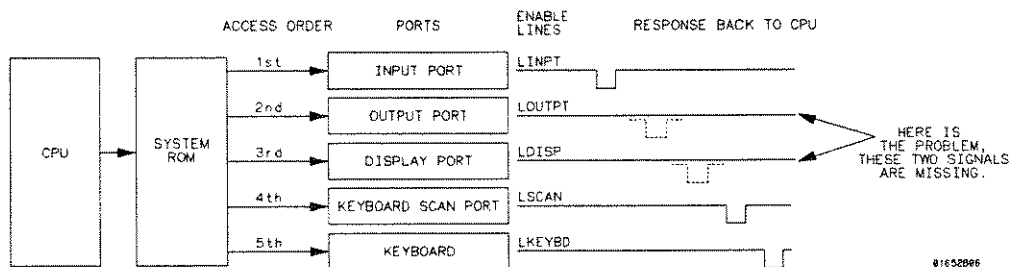 ACCESS ORDER
PORTS
ENABLE
LINES
RESPONSE BACK TO CPU
CPU
SYSTEM
ROM
1st
INPUT PORT
LINPT
2nd
OUTPUT PORT
LOUTPT
3rd
DISPLAY PORT
LDISP
4th
KEYBOARD SCAN PORT
LSCAN
5th
KEYBOARD
LKEYBD
HERE IS
THE PROBLEM,
THESE TWO SIGNALS
ARE MISSING.
01652B06